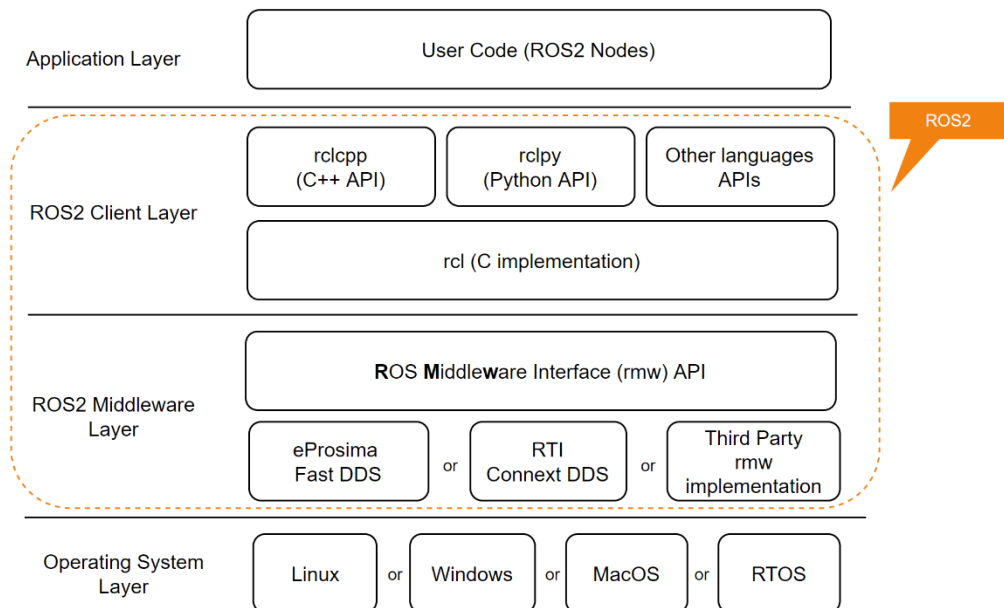 Application Layer
User Code (ROS2 Nodes)
ROS2
ROS2 Client Layer
rclcpp
(C++ API)
rclpy
(Python API)
Other languages
APIs
rcl (C implementation)
ROS2 Middleware
Layer
ROS Middleware Interface (rmw) API
eProsima
Fast DDS
or
RTI
Connext DDS
or
Third Party
rmw
implementation
Operating System
Layer
Linux
or
Windows
or
MacOS
or
RTOS